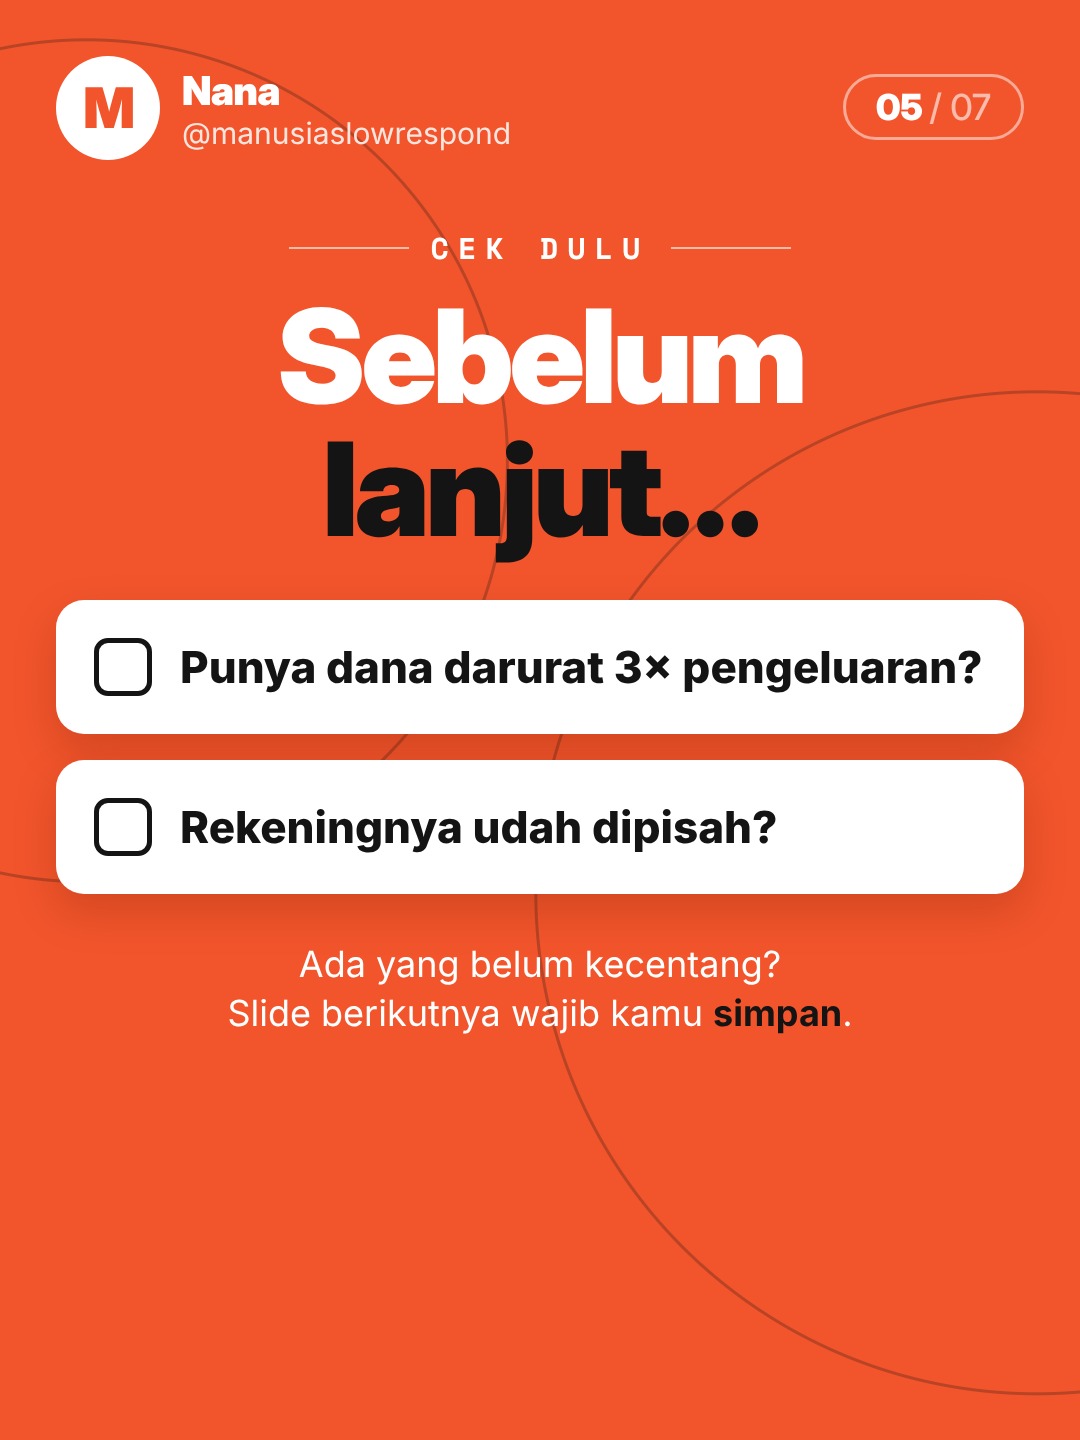 M
Nana
@manusiaslowrespond
05 / 07
CEK DULU
Sebelum
lanjut...
Punya dana darurat 3× pengeluaran?
Rekeningnya udah dipisah?
Ada yang belum kecentang?
Slide berikutnya wajib kamu simpan.